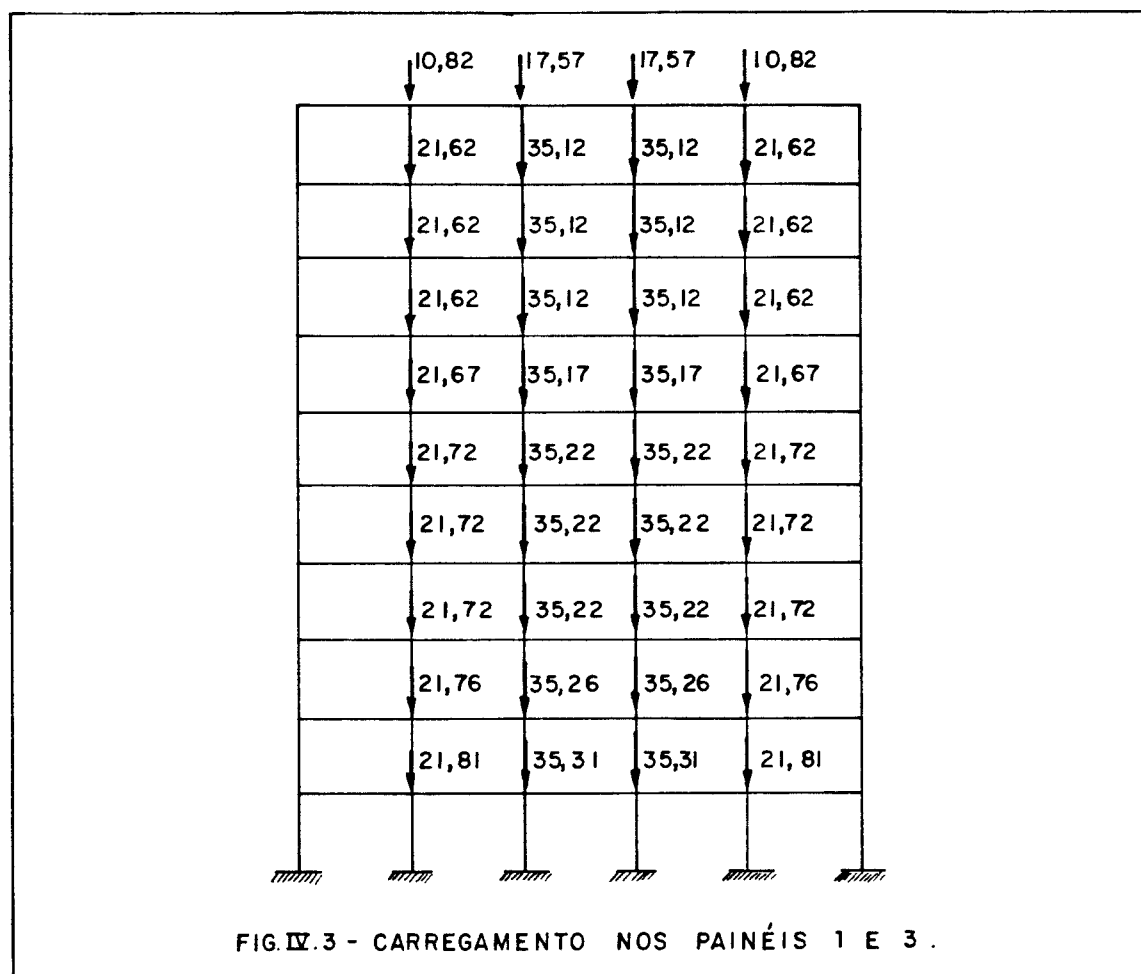 10,82 17,57 17,57 10,82
21,62 35,12 35,12 21,62
21,62 35,12 35,12 21,62
21,62 35,12 35,12 21,62
21,67 35,17 35,17 21,67
21,72 35,22 35,22 21,72
21,72 35,22 35,22 21,72
21,72 35,22 35,22 21,72
21,76 35,26 35,26 21,76
21,81 35,31 35,31 21,81
FIG.IV.3 - CARREGAMENTO NOS PAINÉIS 1 E 3.